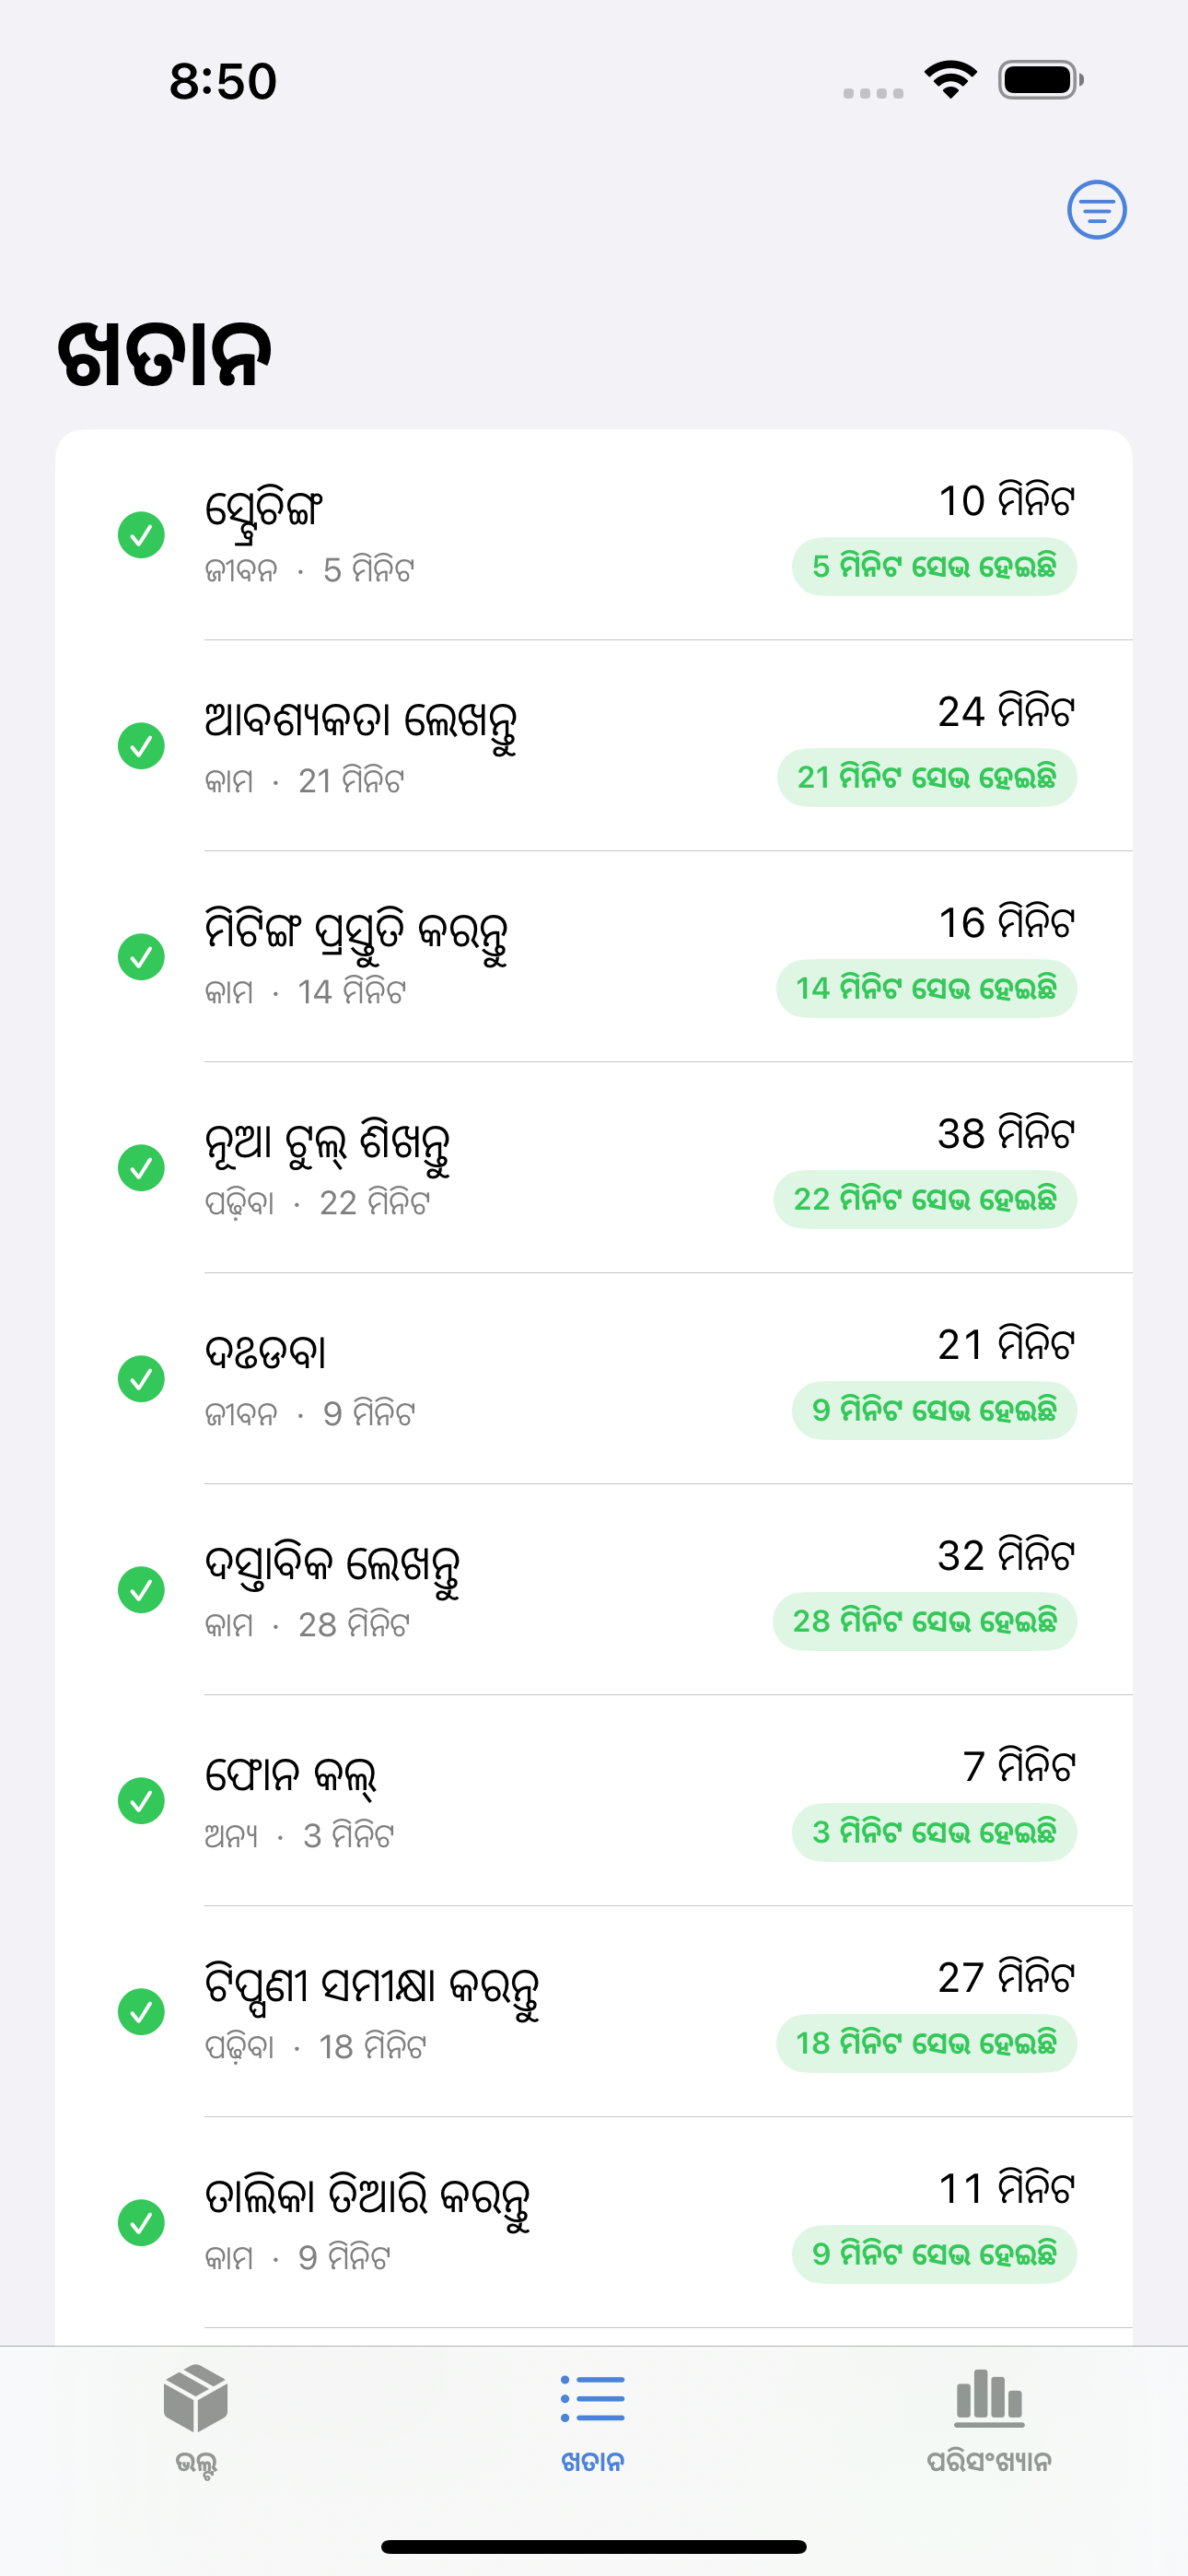 8:50
ଖତାନ
ସ୍ଟ୍ରେଚିଙ୍ଗ
10 ମିନିଟ
ଜୀବନ · 5 ମିନିଟ
5 ମିନିଟ ସେଭ ହେଇଛି
ଆବଶ୍ୟକତା ଲେଖନ୍ତୁ
24 ମିନିଟ
କାମ · 21 ମିନିଟ
21 ମିନିଟ ସେଭ ହେଇଛି
ମିଟିଙ୍ଗ ପ୍ରସ୍ତୁତି କରନ୍ତୁ
16 ମିନିଟ
କାମ · 14 ମିନିଟ
14 ମିନିଟ ସେଭ ହେଇଛି
ନୂଆ ଟୁଲ୍ ଶିଖନ୍ତୁ
38 ମିନିଟ
ପଢ଼ିବା · 22 ମିନିଟ
22 ମିନିଟ ସେଭ ହେଇଛି
ଦଃଡବା
21 ମିନିଟ
ଜୀବନ · 9 ମିନିଟ
9 ମିନିଟ ସେଭ ହେଇଛି
ଦସ୍ତାବିକ ଲେଖନ୍ତୁ
32 ମିନିଟ
କାମ · 28 ମିନିଟ
28 ମିନିଟ ସେଭ ହେଇଛି
ଫୋନ କଲ୍
7 ମିନିଟ
ଅନ୍ୟ · 3 ମିନିଟ
3 ମିନିଟ ସେଭ ହେଇଛି
ଟିପ୍ପଣୀ ସମୀକ୍ଷା କରନ୍ତୁ
27 ମିନିଟ
ପଢ଼ିବା · 18 ମିନିଟ
18 ମିନିଟ ସେଭ ହେଇଛି
ତାଲିକା ତିଆରି କରନ୍ତୁ
11 ମିନିଟ
କାମ · 9 ମିନିଟ
9 ମିନିଟ ସେଭ ହେଇଛି
ଭଲ୍ଟ
ଖତାନ
ପରିସଂଖ୍ୟାନ